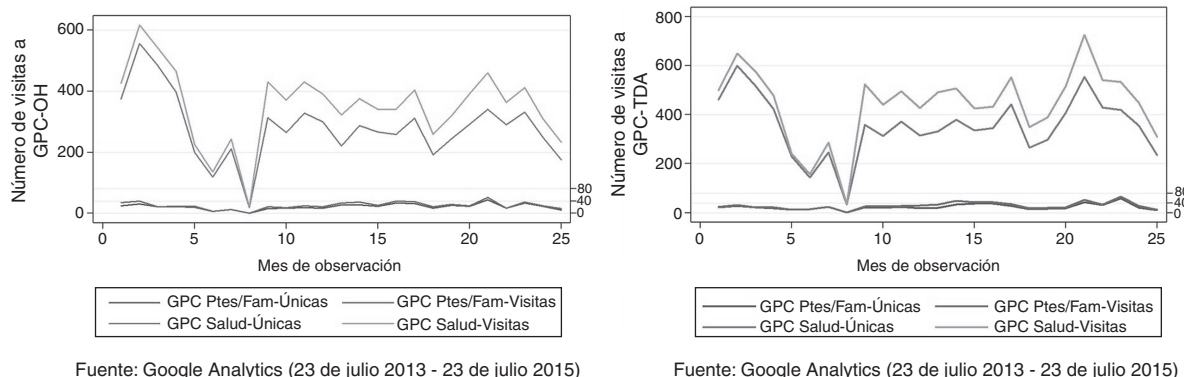 Número de visitas a
GPC-OH
600
400
200
0
80
40
0
0
5
10
15
20
25
Mes de observación
GPC Ptes/Fam-Únicas
GPC Ptes/Fam-Visitas
GPC Salud-Únicas
GPC Salud-Visitas
Fuente: Google Analytics (23 de julio 2013 - 23 de julio 2015)
Número de visitas a
GPC-TDA
800
600
400
200
0
80
40
0
0
5
10
15
20
25
Mes de observación
GPC Ptes/Fam-Únicas
GPC Ptes/Fam-Visitas
GPC Salud-Únicas
GPC Salud-Visitas
Fuente: Google Analytics (23 de julio 2013 - 23 de julio 2015)